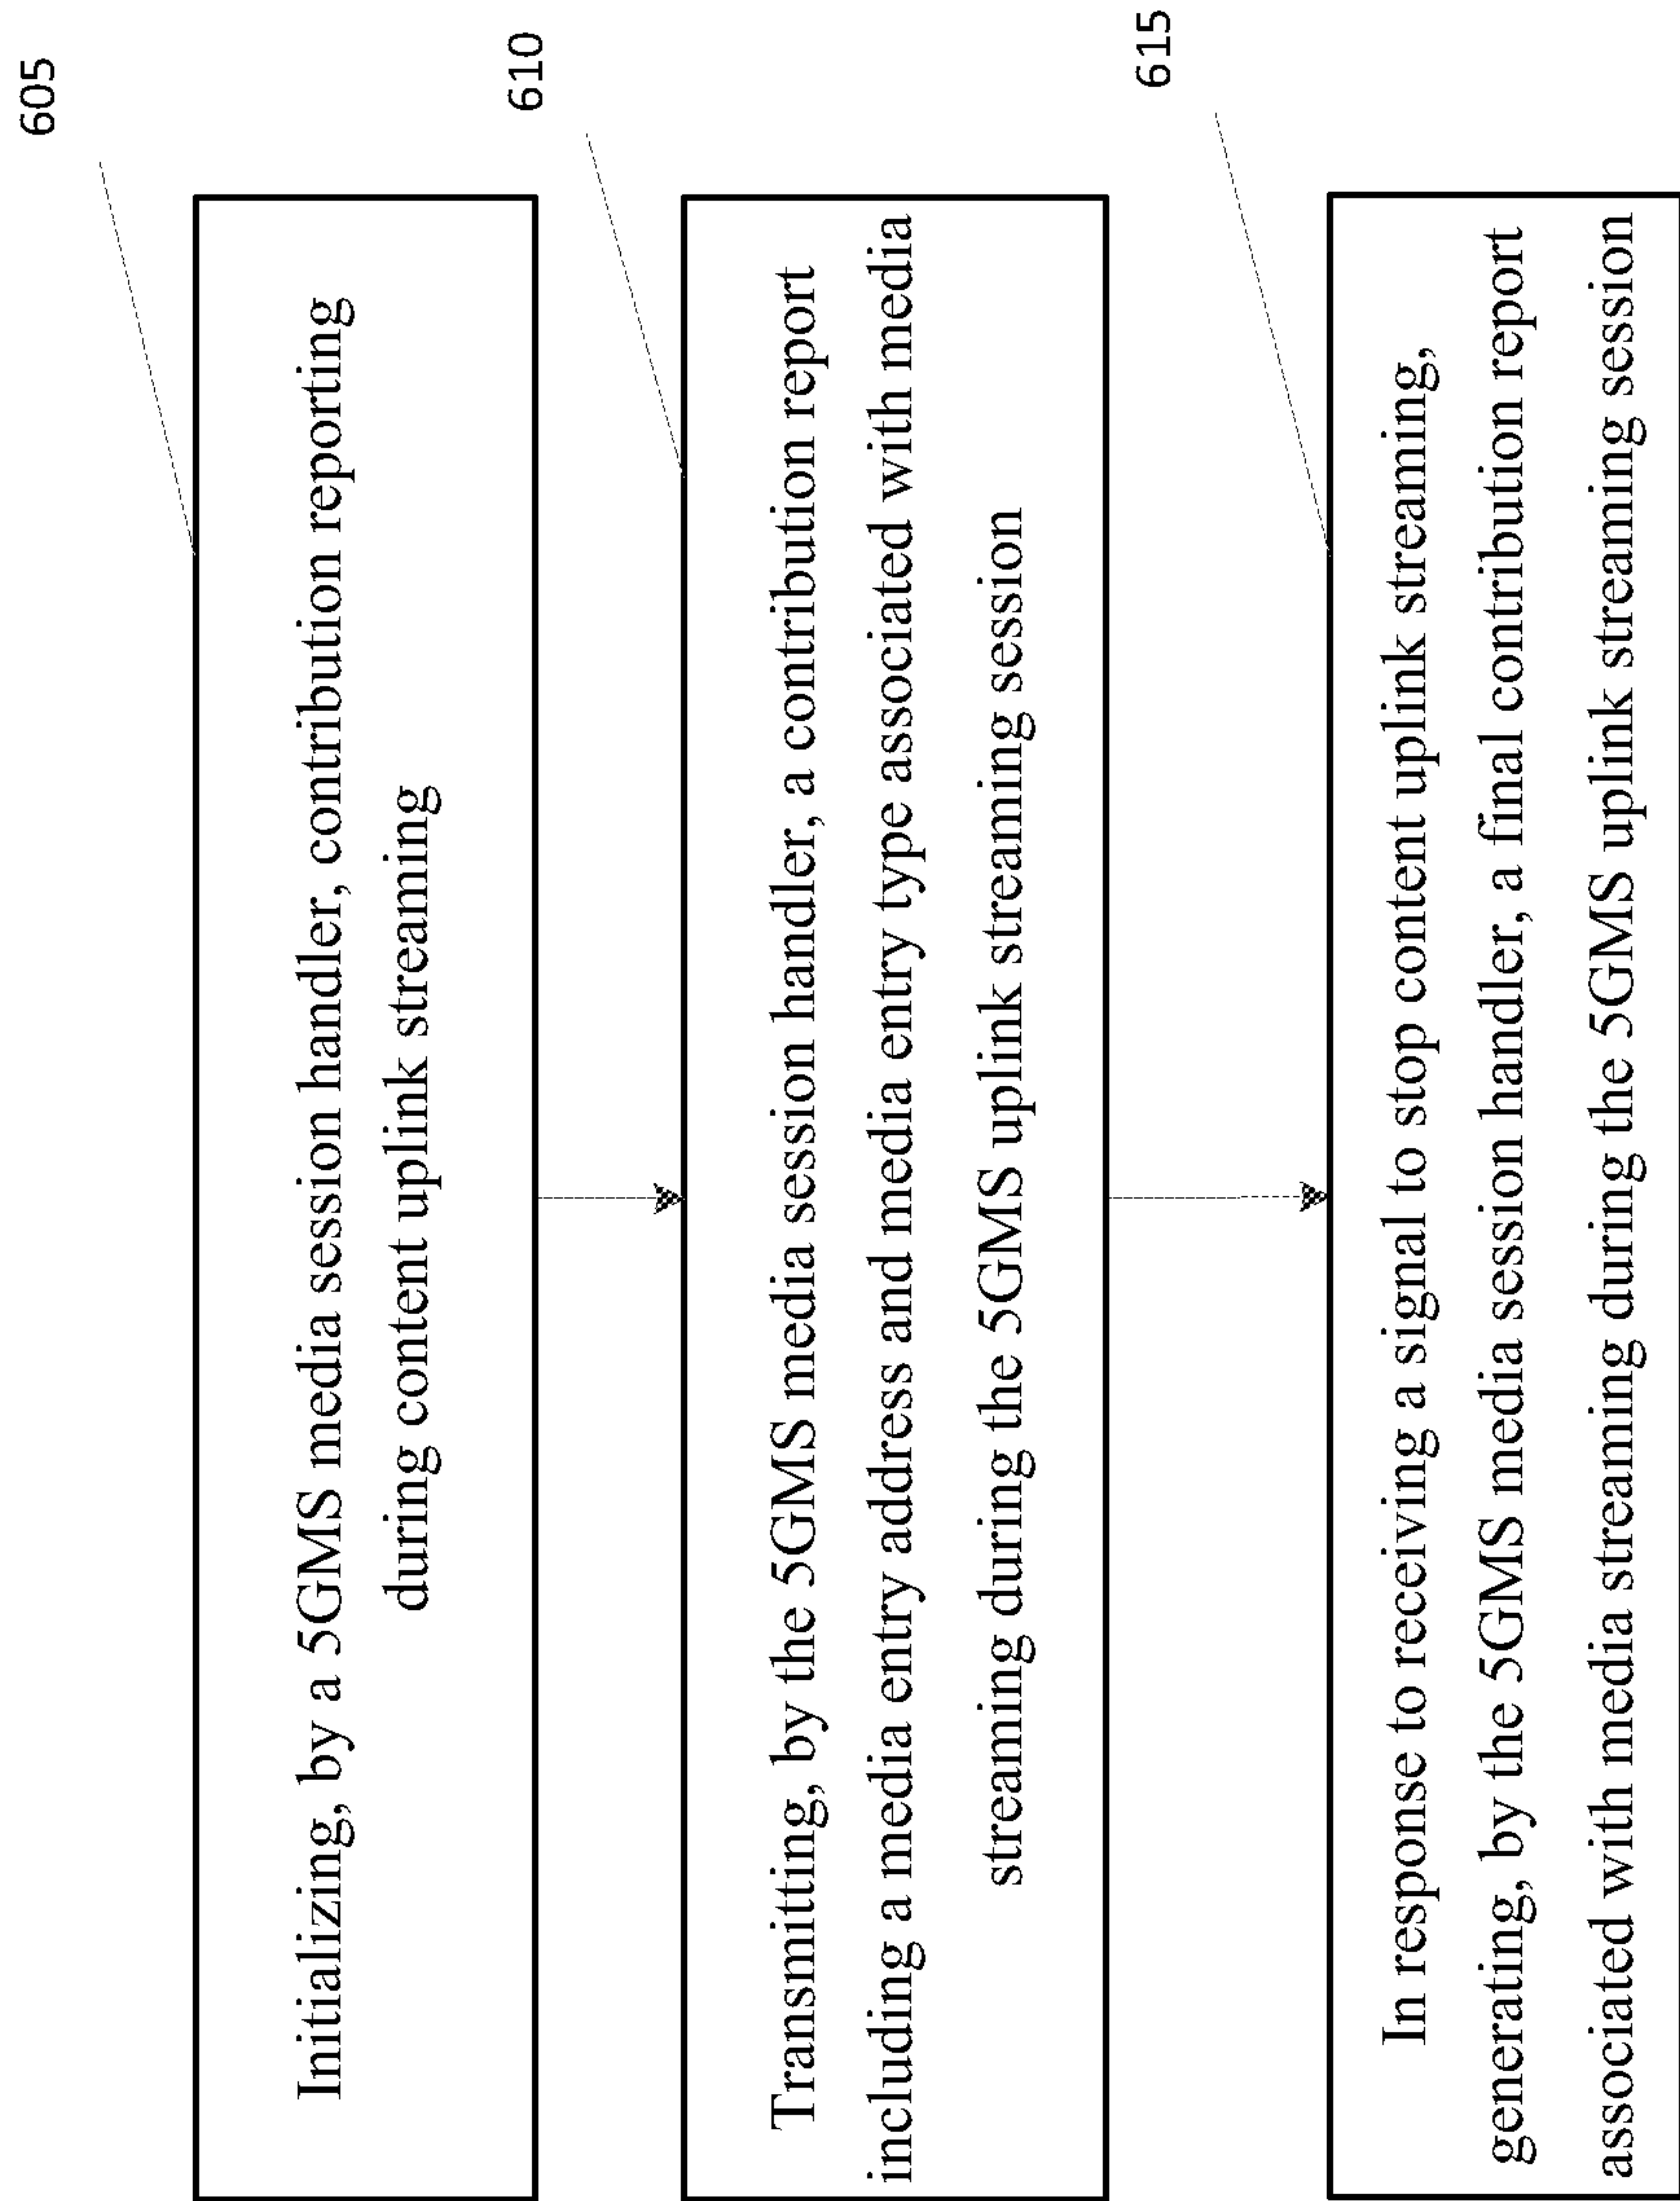 605
Initializing, by a 5GMS media session handler, contribution reporting
during content uplink streaming
610
Transmitting, by the 5GMS media session handler, a contribution report
including a media entry address and media entry type associated with media
streaming during the 5GMS uplink streaming session
615
In response to receiving a signal to stop content uplink streaming,
generating, by the 5GMS media session handler, a final contribution report
associated with media streaming during the 5GMS uplink streaming session